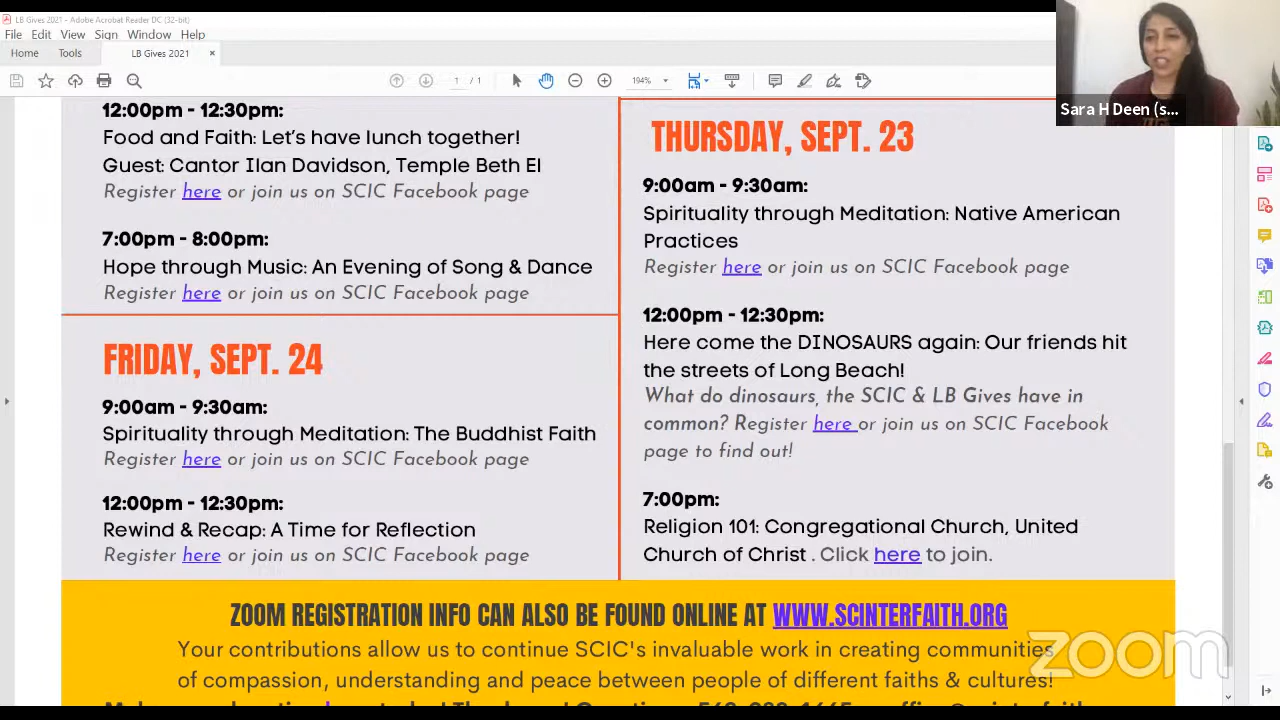 LB Gives 2021 - Adobe Acrobat Reader DC (32-bit)
File Edit View Sign Window Help
Home Tools LB Gives 2021 ×
1 / 1 194%
Sara H Deen (s...
12:00pm - 12:30pm:
Food and Faith: Let's have lunch together!
Guest: Cantor Ilan Davidson, Temple Beth El
Register here or join us on SCIC Facebook page
7:00pm - 8:00pm:
Hope through Music: An Evening of Song & Dance
Register here or join us on SCIC Facebook page
FRIDAY, SEPT. 24
9:00am - 9:30am:
Spirituality through Meditation: The Buddhist Faith
Register here or join us on SCIC Facebook page
12:00pm - 12:30pm:
Rewind & Recap: A Time for Reflection
Register here or join us on SCIC Facebook page
THURSDAY, SEPT. 23
9:00am - 9:30am:
Spirituality through Meditation: Native American
Practices
Register here or join us on SCIC Facebook page
12:00pm - 12:30pm:
Here come the DINOSAURS again: Our friends hit
the streets of Long Beach!
What do dinosaurs, the SCIC & LB Gives have in
common? Register here or join us on SCIC Facebook
page to find out!
7:00pm:
Religion 101: Congregational Church, United
Church of Christ . Click here to join.
ZOOM REGISTRATION INFO CAN ALSO BE FOUND ONLINE AT WWW.SCINTERFAITH.ORG
Your contributions allow us to continue SCIC's invaluable work in creating communities
of compassion, understanding and peace between people of different faiths & cultures!
zoom